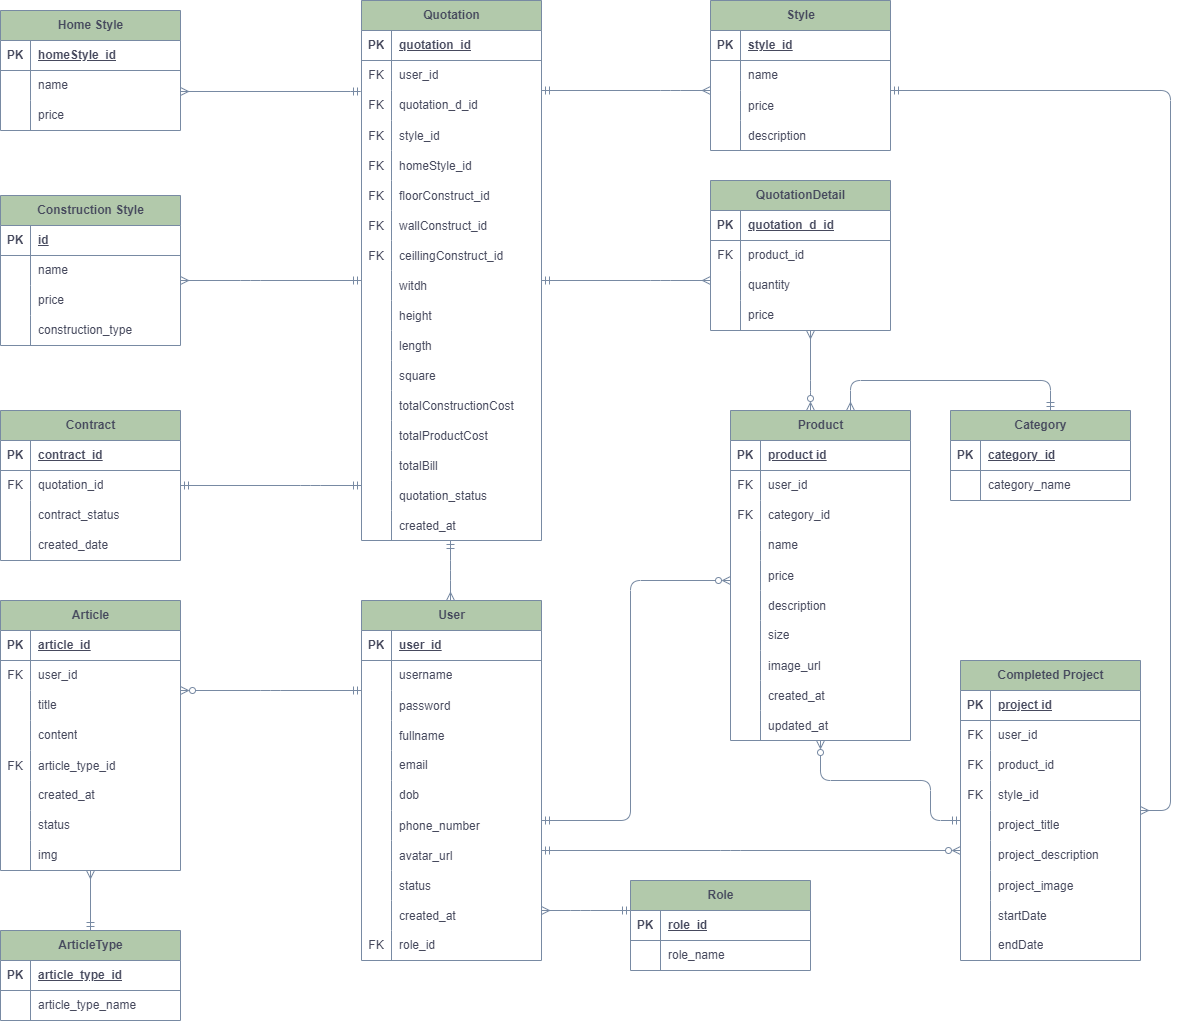 Home Style
PK homeStyle_id
name
price
Construction Style
PK id
name
price
construction_type
Contract
PK contract_id
FK quotation_id
contract_status
created_date
Article
PK article_id
FK user_id
title
content
FK article_type_id
created_at
status
img
ArticleType
PK article_type_id
article_type_name
Quotation
PK quotation_id
FK user_id
FK quotation_d_id
FK style_id
FK homeStyle_id
FK floorConstruct_id
FK wallConstruct_id
FK ceillingConstruct_id
witdh
height
length
square
totalConstructionCost
totalProductCost
totalBill
quotation_status
created_at
User
PK user_id
username
password
fullname
email
dob
phone_number
avatar_url
status
created_at
FK role_id
Style
PK style_id
name
price
description
QuotationDetail
PK quotation_d_id
FK product_id
quantity
price
Product
PK product id
FK user_id
FK category_id
name
price
description
size
image_url
created_at
updated_at
Category
PK category_id
category_name
Role
PK role_id
role_name
Completed Project
PK project id
FK user_id
FK product_id
FK style_id
project_title
project_description
project_image
startDate
endDate